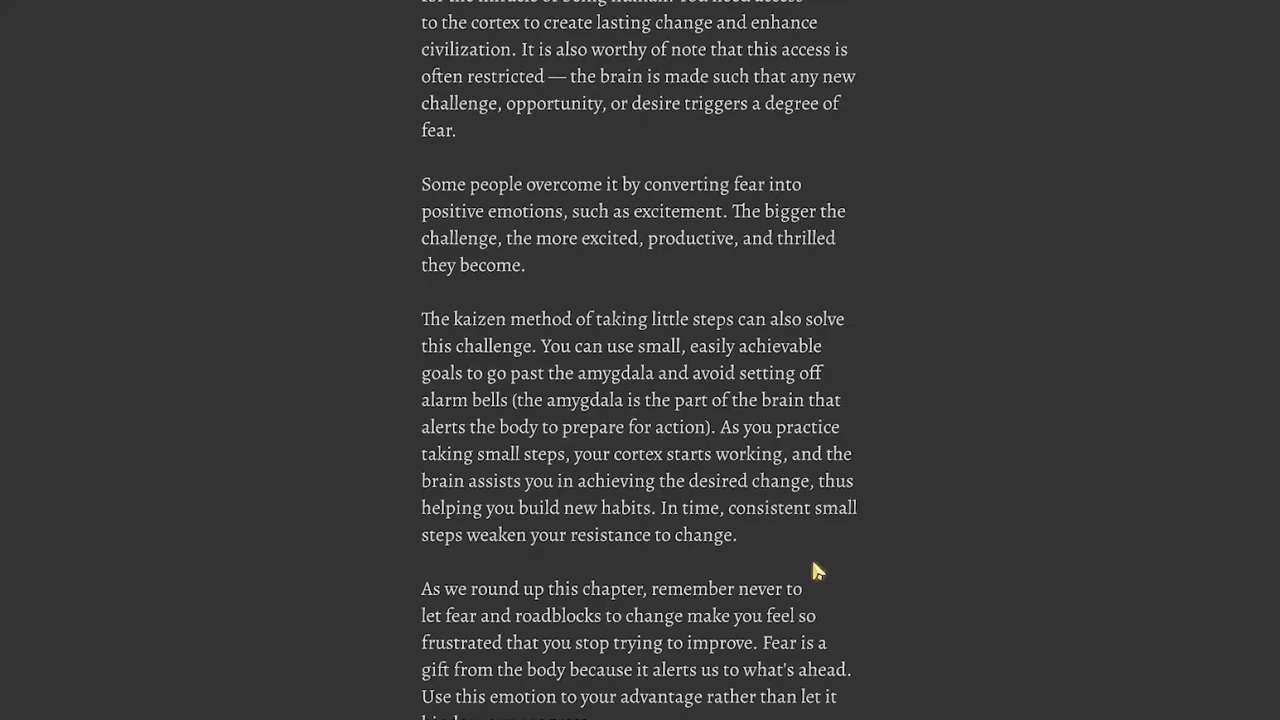 to the cortex to create lasting change and enhance
civilization. It is also worthy of note that this access is
often restricted — the brain is made such that any new
challenge, opportunity, or desire triggers a degree of
fear.
Some people overcome it by converting fear into
positive emotions, such as excitement. The bigger the
challenge, the more excited, productive, and thrilled
they become.
The kaizen method of taking little steps can also solve
this challenge. You can use small, easily achievable
goals to go past the amygdala and avoid setting off
alarm bells (the amygdala is the part of the brain that
alerts the body to prepare for action). As you practice
taking small steps, your cortex starts working, and the
brain assists you in achieving the desired change, thus
helping you build new habits. In time, consistent small
steps weaken your resistance to change.
As we round up this chapter, remember never to
let fear and roadblocks to change make you feel so
frustrated that you stop trying to improve. Fear is a
gift from the body because it alerts us to what's ahead.
Use this emotion to your advantage rather than let it